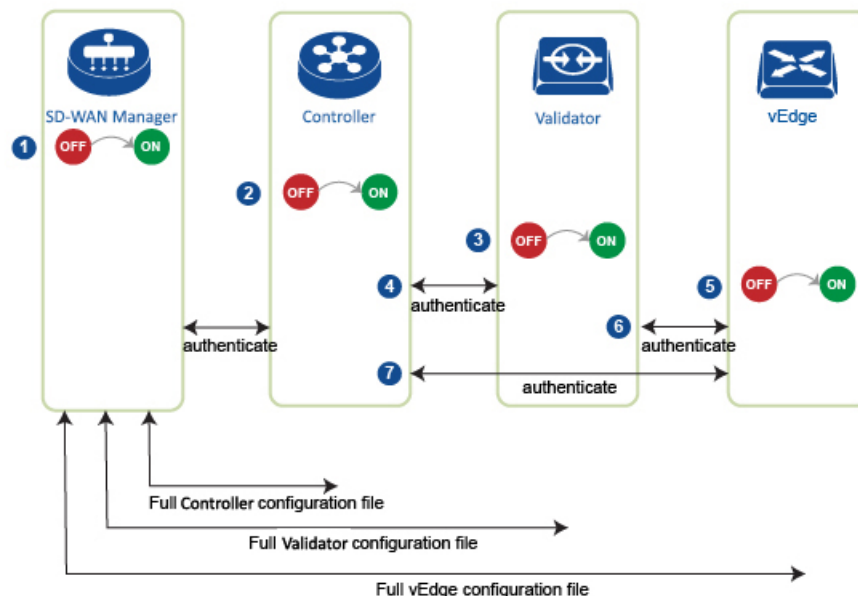 SD-WAN Manager
Controller
Validator
vEdge
1
OFF
ON
2
OFF
ON
3
OFF
ON
4
authenticate
5
OFF
ON
authenticate
6
authenticate
7
authenticate
Full Controller configuration file
Full Validator configuration file
Full vEdge configuration file